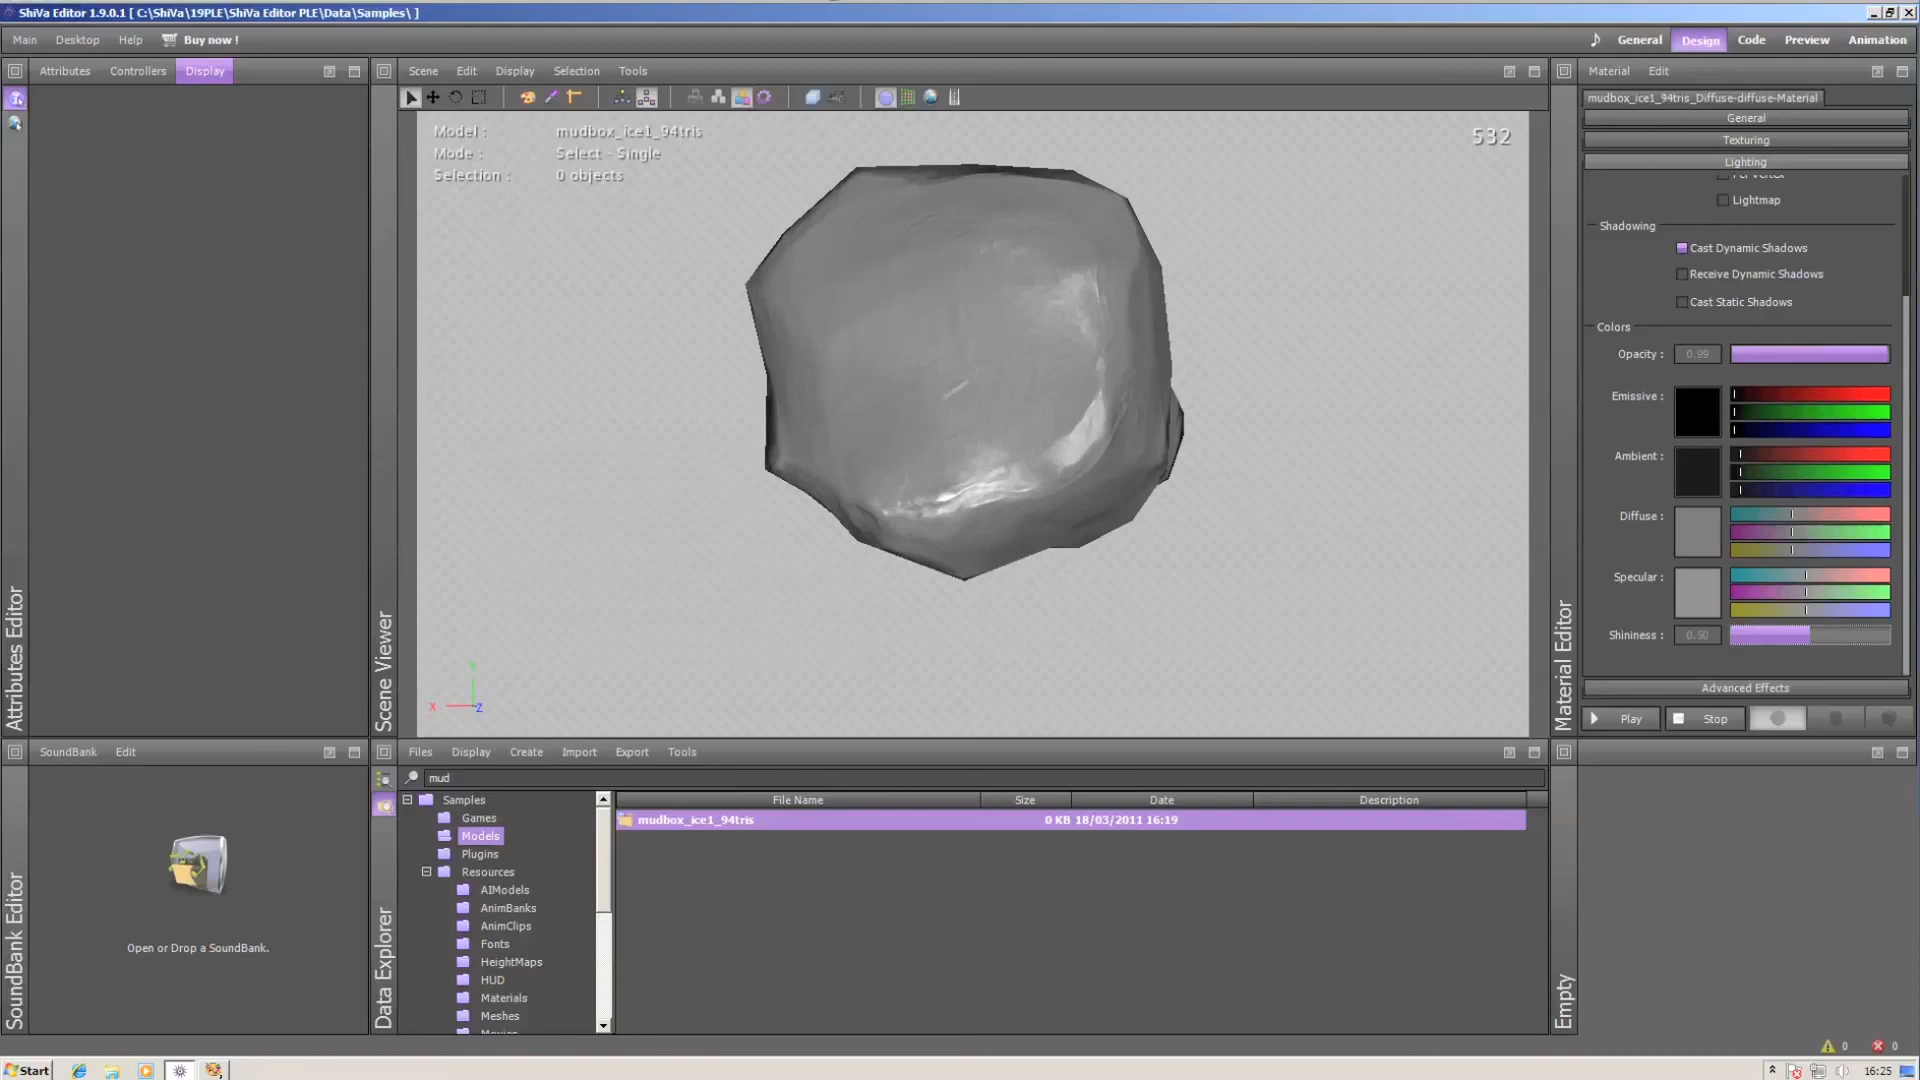 ShiVa Editor 1.9.0.1 [ C:\ShiVa\19PLE\ShiVa Editor PLE\Data\Samples\ ]
Main Desktop Help Buy now !
General Design Code Preview Animation
Attributes Controllers Display
Scene Edit Display Selection Tools
Material Edit
mudbox_ice1_94tris_Diffuse-diffuse-Material
General
Texturing
Lighting
Per Vertex
Lightmap
Shadowing
Cast Dynamic Shadows
Receive Dynamic Shadows
Cast Static Shadows
Colors
Opacity : 0.99
Emissive :
Ambient :
Diffuse :
Specular :
Shininess : 0.50
Advanced Effects
Play Stop
Model : mudbox_ice1_94tris
Mode : Select - Single
Selection : 0 objects
532
Y
X
Z
Attributes Editor
Scene Viewer
Material Editor
SoundBank Edit
Open or Drop a SoundBank.
SoundBank Editor
Files Display Create Import Export Tools
mud
Samples
Games
Models
Plugins
Resources
AIModels
AnimBanks
AnimClips
Fonts
HeightMaps
HUD
Materials
Meshes
Movies
File Name Size Date Description
mudbox_ice1_94tris 0 KB 18/03/2011 16:19
Data Explorer
Empty
0 0
Start
16:25